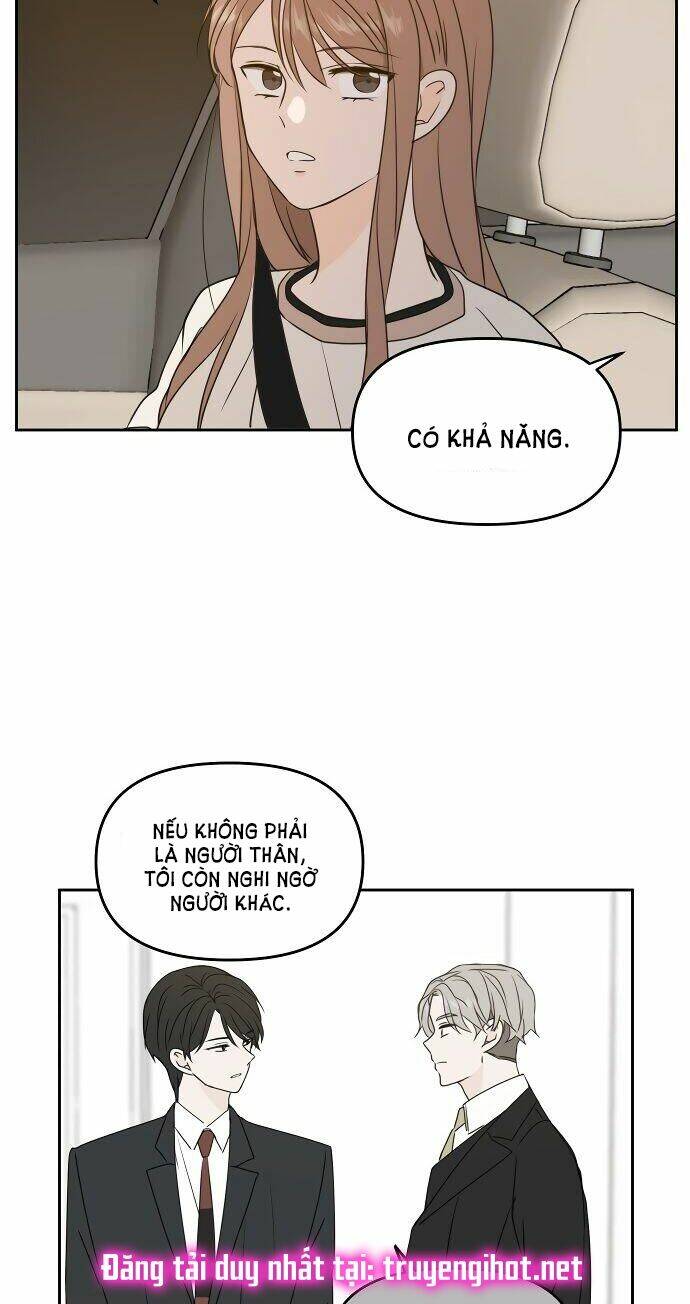 CÓ KHẢ NĂNG.
NẾU KHÔNG PHẢI
LÀ NGƯỜI THÂN,
TÔI CÒN NGHI NGỜ
NGƯỜI KHÁC.
Đăng tải duy nhất tại: truyengihot.net